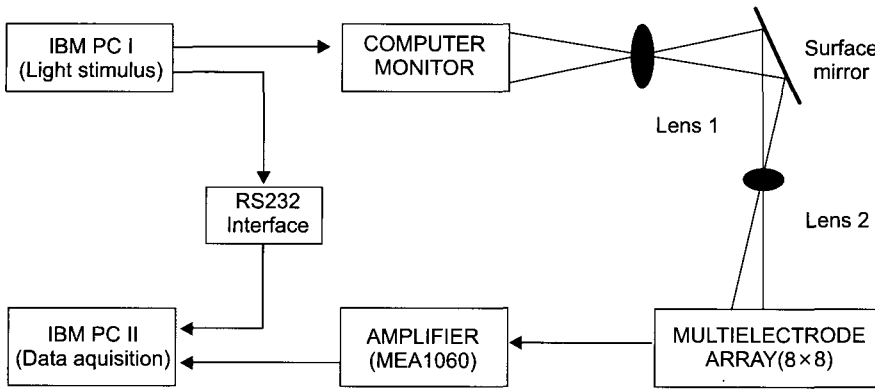 IBM PC I
(Light stimulus)
COMPUTER
MONITOR
Surface
mirror
Lens 1
RS232
Interface
Lens 2
IBM PC II
(Data aquisition)
AMPLIFIER
(MEA1060)
MULTIELECTRODE
ARRAY(8×8)